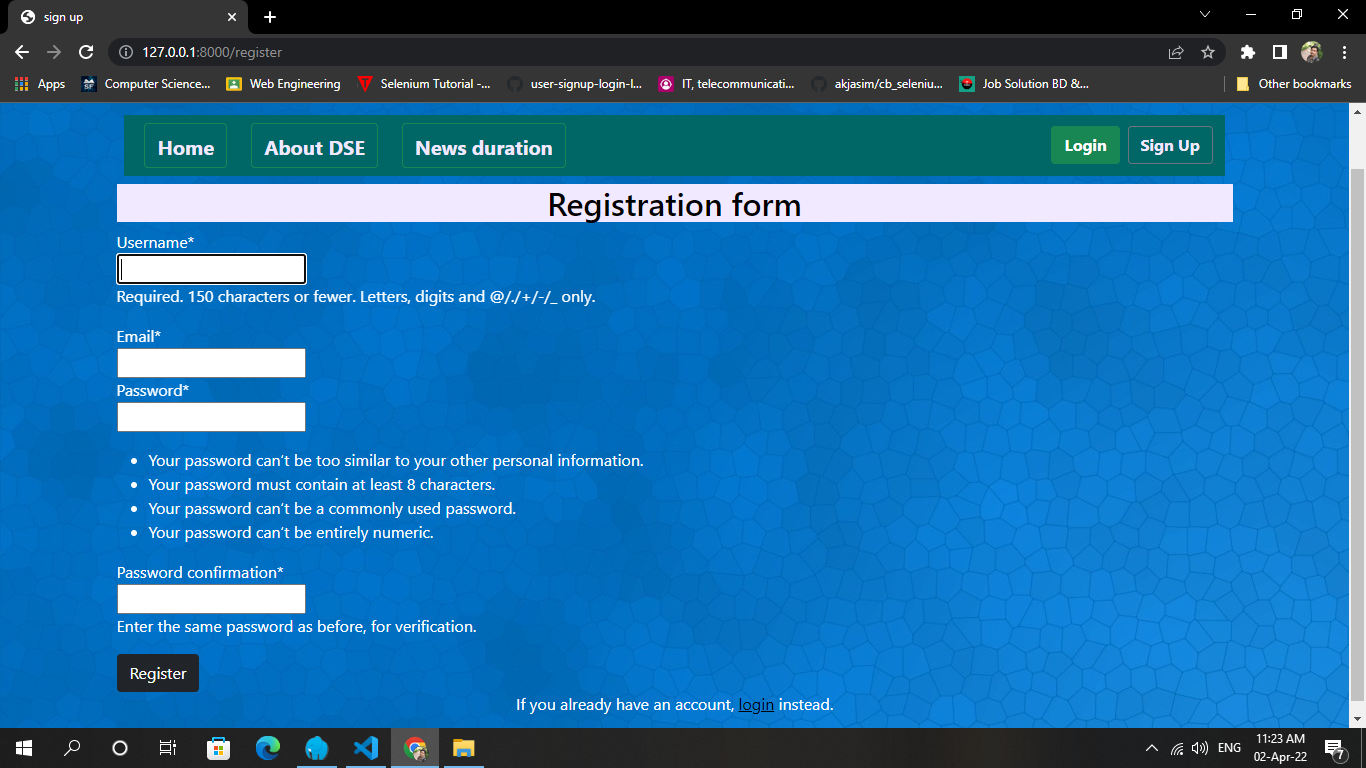 sign up
127.0.0.1:8000/register
Apps
Computer Science...
Web Engineering
Selenium Tutorial -...
user-signup-login-l...
IT, telecommunicati...
akjasim/cb_seleniu...
Job Solution BD &...
Other bookmarks
Home
About DSE
News duration
Login
Sign Up
Registration form
Username*
Required. 150 characters or fewer. Letters, digits and @/./+/-/_ only.
Email*
Password*
Your password can't be too similar to your other personal information.
Your password must contain at least 8 characters.
Your password can't be a commonly used password.
Your password can't be entirely numeric.
Password confirmation*
Enter the same password as before, for verification.
Register
If you already have an account, login instead.
ENG
11:23 AM
02-Apr-22
7